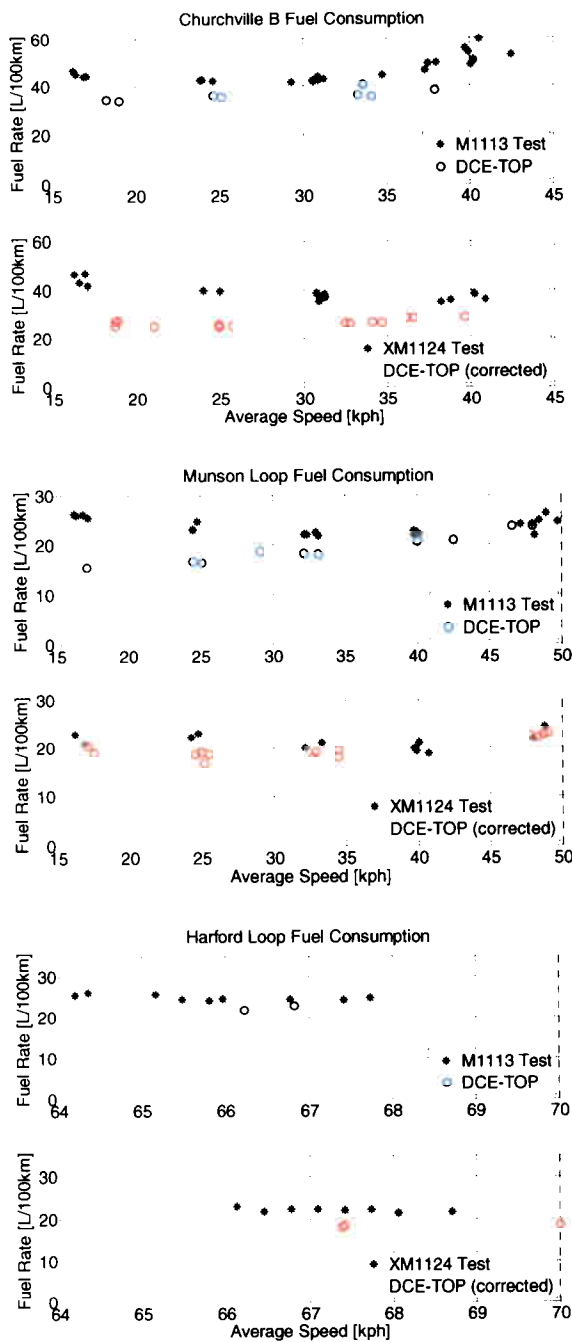 Churchville B Fuel Consumption
Fuel Rate [L/100km]
60
40
20
0
M1113 Test
DCE-TOP
15 20 25 30 35 40 45
Fuel Rate [L/100km]
60
40
20
0
XM1124 Test
DCE-TOP (corrected)
15 20 25 30 35 40 45
Average Speed [kph]
Munson Loop Fuel Consumption
Fuel Rate [L/100km]
30
20
10
0
M1113 Test
DCE-TOP
15 20 25 30 35 40 45 50
Fuel Rate [L/100km]
30
20
10
0
XM1124 Test
DCE-TOP (corrected)
15 20 25 30 35 40 45 50
Average Speed [kph]
Harford Loop Fuel Consumption
Fuel Rate [L/100km]
30
20
10
0
M1113 Test
DCE-TOP
64 65 66 67 68 69 70
Fuel Rate [L/100km]
30
20
10
0
XM1124 Test
DCE-TOP (corrected)
64 65 66 67 68 69 70
Average Speed [kph]